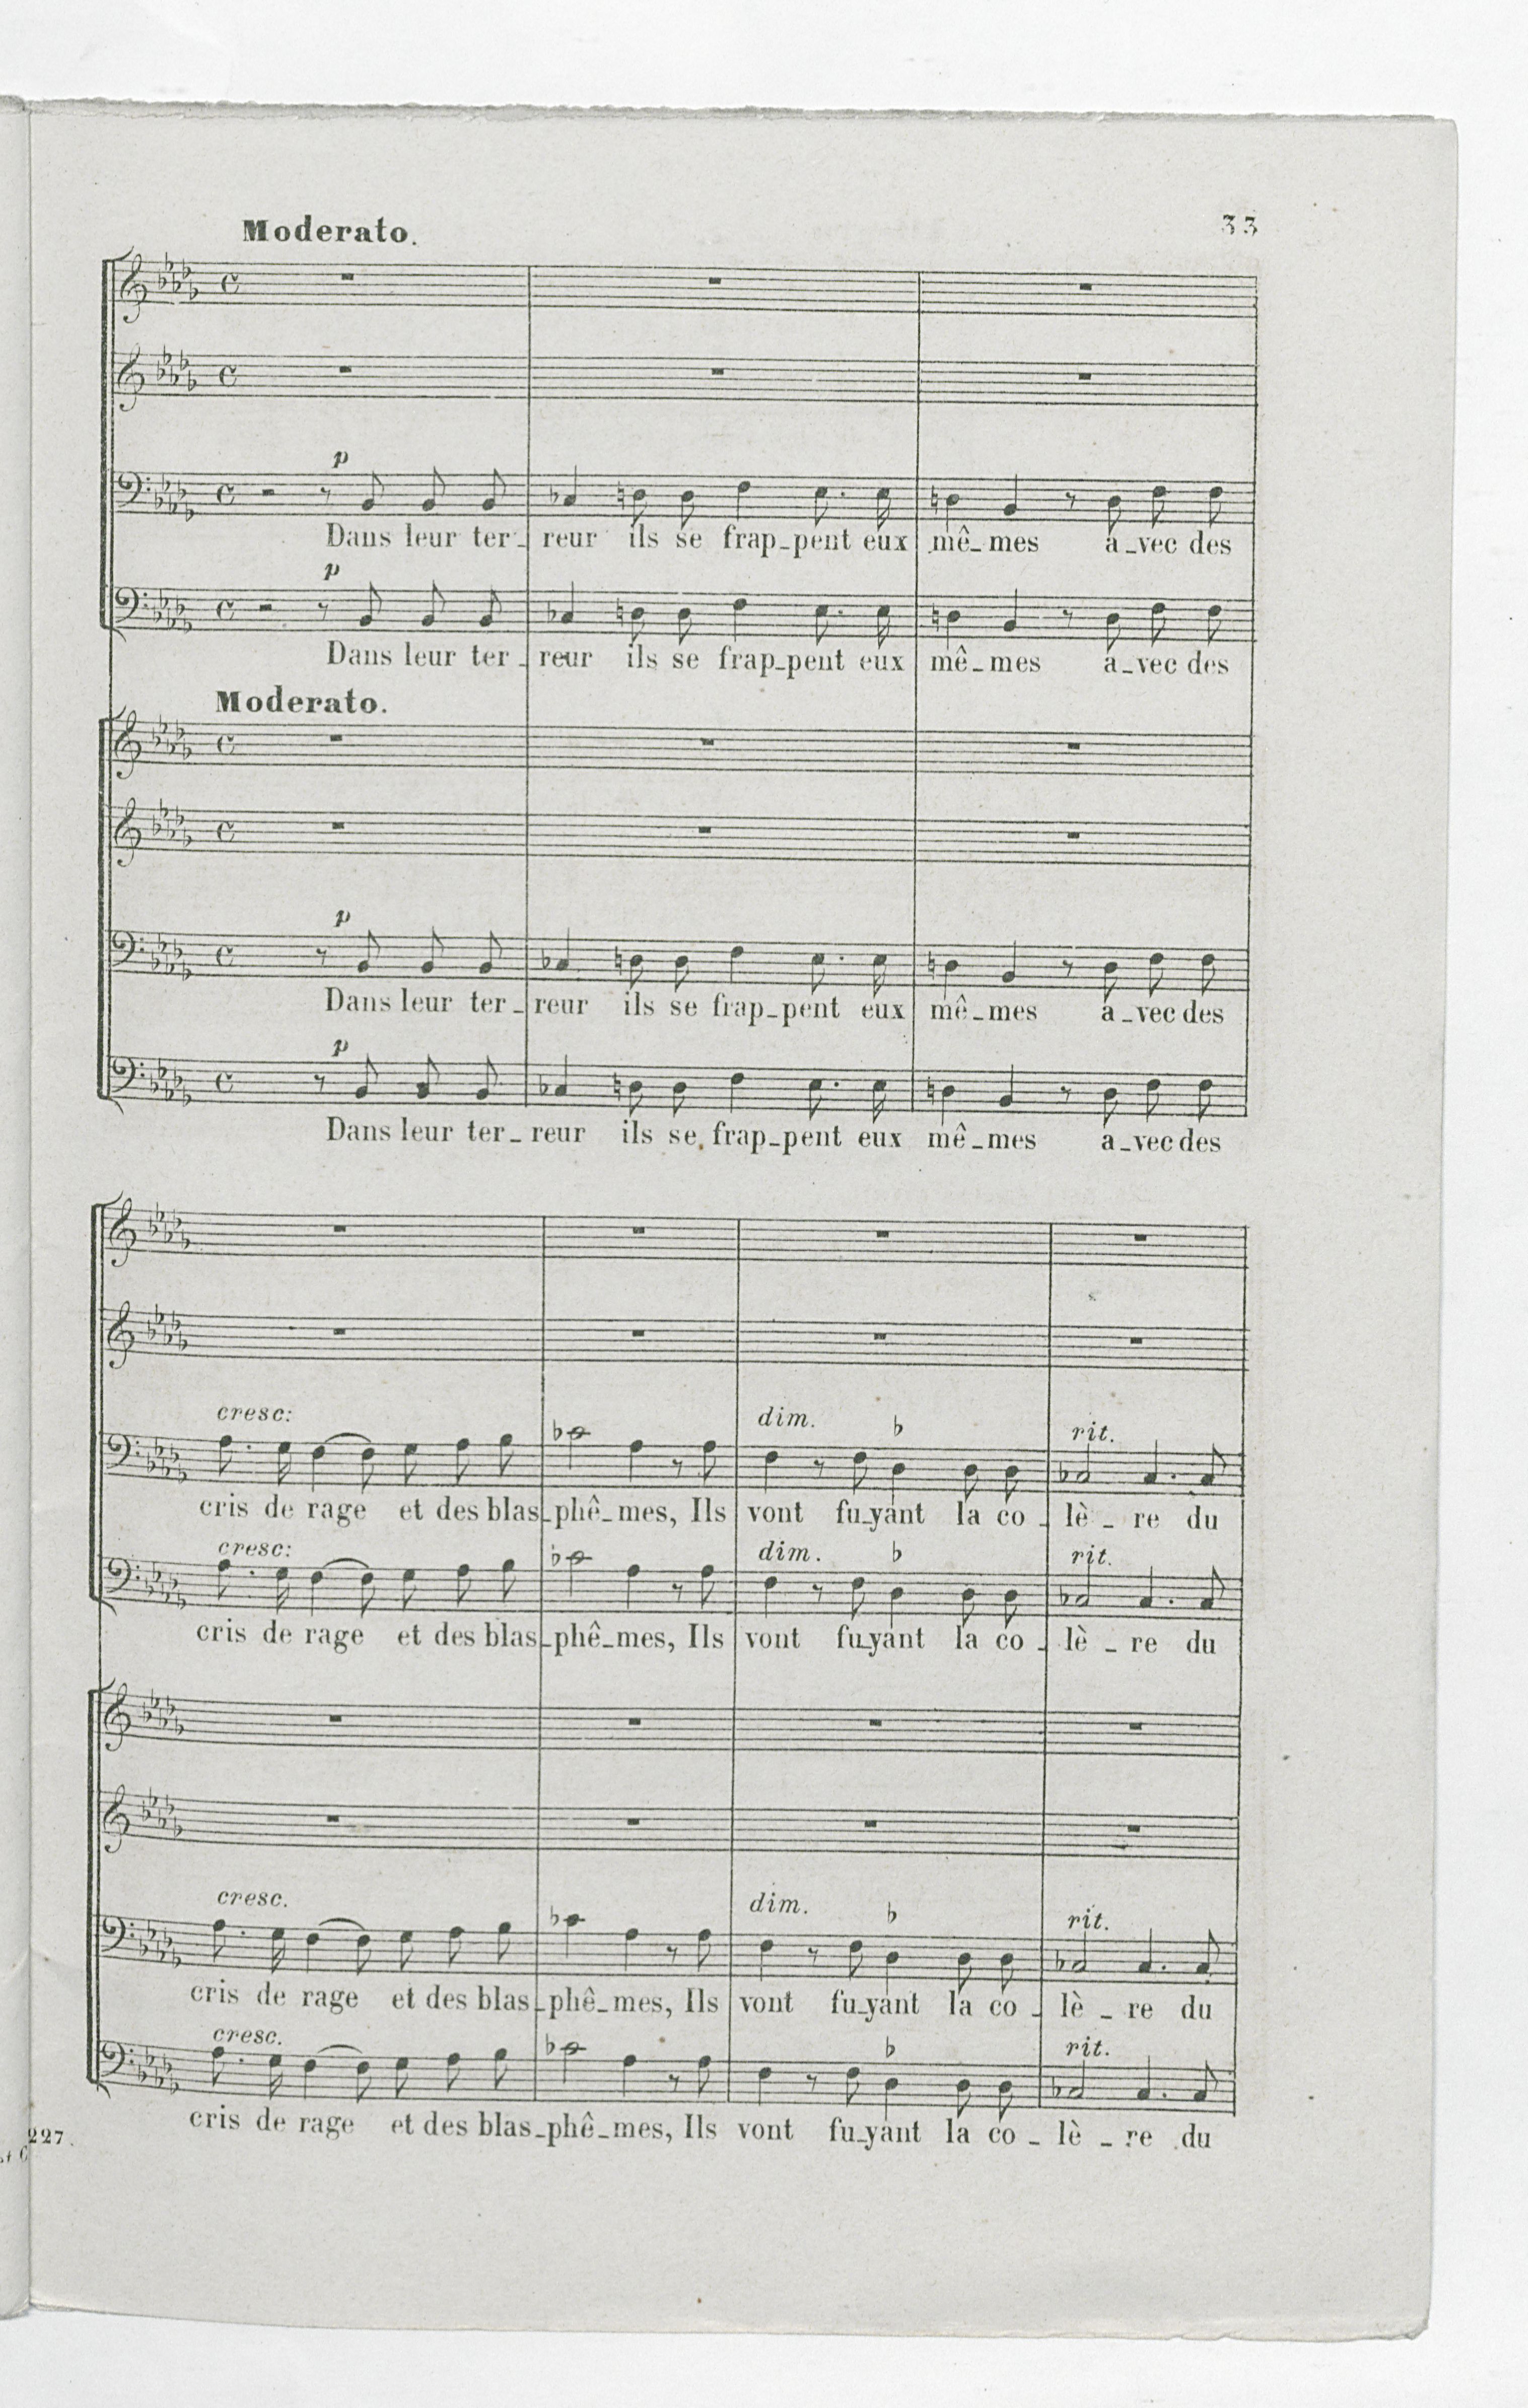 Moderato.
33
p
Dans leur ter_reur ils se frap_pent eux mê_mes a_vec des
p
Dans leur ter_reur ils se frap_pent eux mê_mes a_vec des
Moderato.
p
Dans leur ter_reur ils se frap_pent eux mê_mes a_vec des
p
Dans leur ter_reur ils se frap_pent eux mê_mes a_vec des
cresc: dim. rit.
cris de rage et des blas_phê_mes, Ils vont fu_yant la co_lè_re du
cresc: dim. rit.
cris de rage et des blas_phê_mes, Ils vont fu_yant la co_lè_re du
cresc. dim. rit.
cris de rage et des blas_phê_mes, Ils vont fu_yant la co_lè_re du
cresc. rit.
cris de rage et des blas_phê_mes, Ils vont fu_yant la co_lè_re du
227.